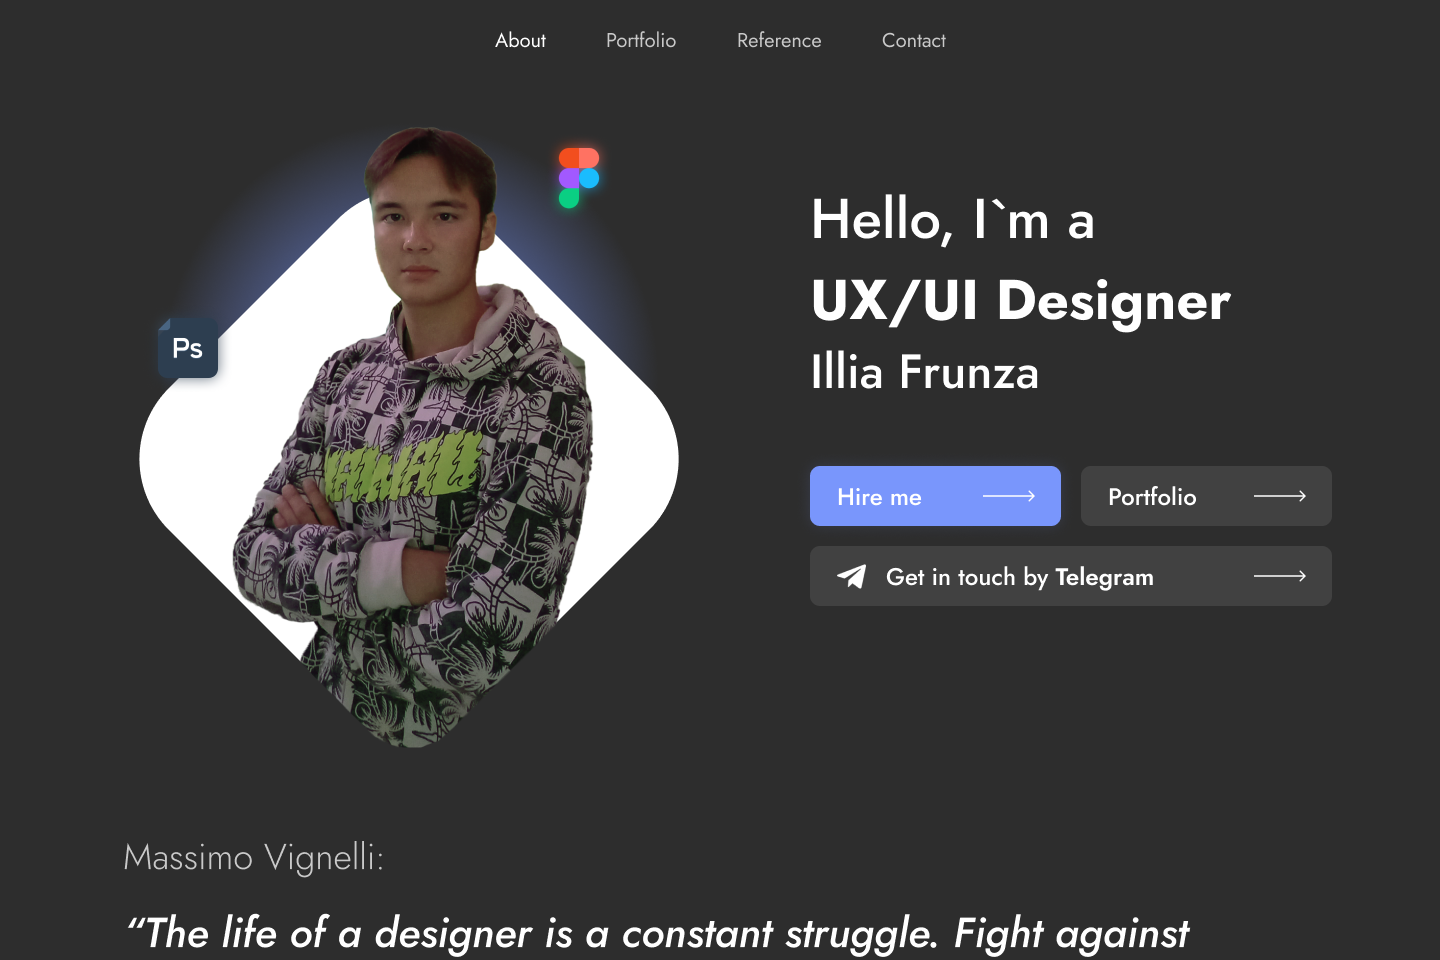 About
Portfolio
Reference
Contact
Hello, I`m a
UX/UI Designer
Illia Frunza
Ps
HAWAII
Hire me
Portfolio
Get in touch by Telegram
Massimo Vignelli:
“The life of a designer is a constant struggle. Fight against